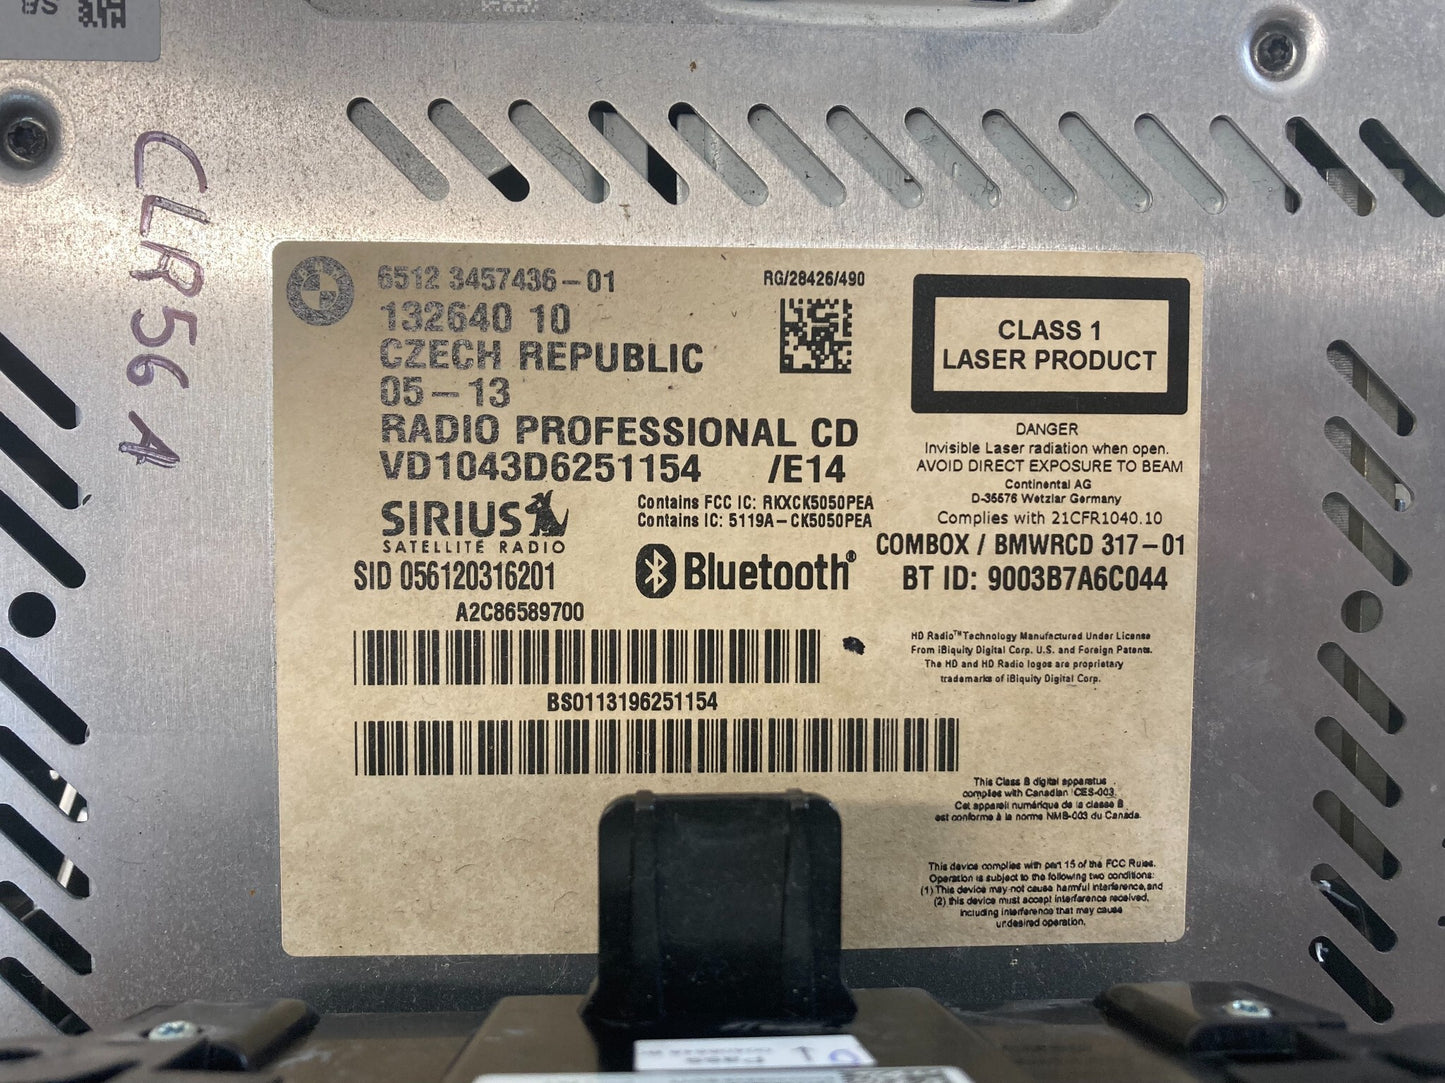 CLR56A
6512 3457436-01
132640 10
CZECH REPUBLIC
05-13
RADIO PROFESSIONAL CD
VD1043D6251154 /E14
RG/28426/490
CLASS 1
LASER PRODUCT
DANGER
Invisible Laser radiation when open.
AVOID DIRECT EXPOSURE TO BEAM
Continental AG
D-35576 Wetzlar Germany
Complies with 21CFR1040.10
SIRIUS
SATELLITE RADIO
Contains FCC IC: RKXCK5050PEA
Contains IC: 5119A-CK5050PEA
SID 056120316201
Bluetooth®
COMBOX / BMWRCD 317-01
BT ID: 9003B7A6C044
A2C86589700
BS0113196251154
HD Radio™Technology Manufactured Under License
From iBiquity Digital Corp. U.S. and Foreign Patents.
The HD and HD Radio logos are proprietary
trademarks of iBiquity Digital Corp.
This Class B digital apparatus
complies with Canadian ICES-003.
Cet appareil numérique de la classe B
est conforme à la norme NMB-003 du Canada.
This device complies with part 15 of the FCC Rules.
Operation is subject to the following two conditions:
(1) This device may not cause harmful interference, and
(2) this device must accept interference received,
including interference that may cause
undesired operation.
Pass